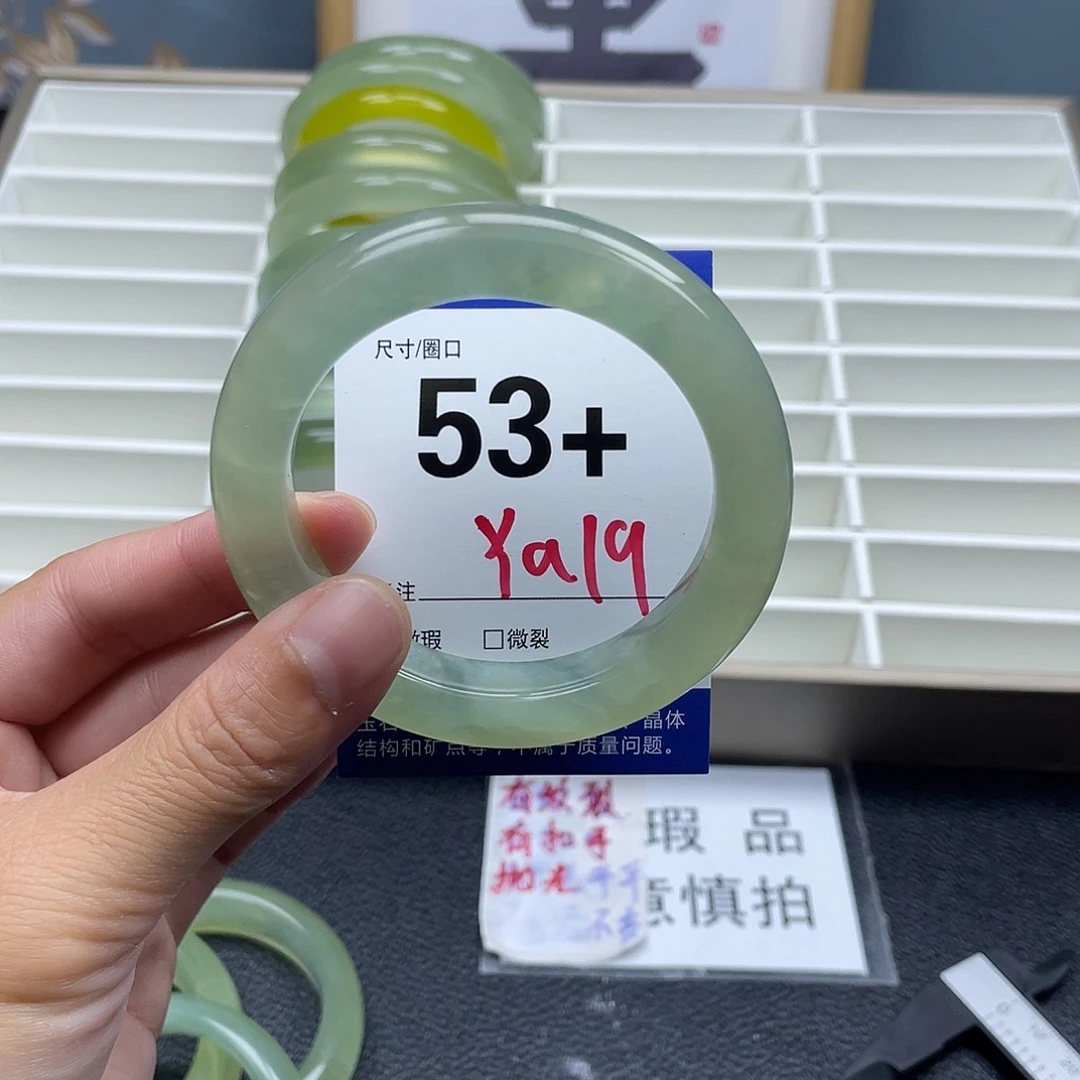 尺寸/圈口
53+
Ya19
注
瑕 □微裂
晶体
结构和矿点等，不属于质量问题。
有纹裂
有扣手
抛光
瑕 品
意慎拍